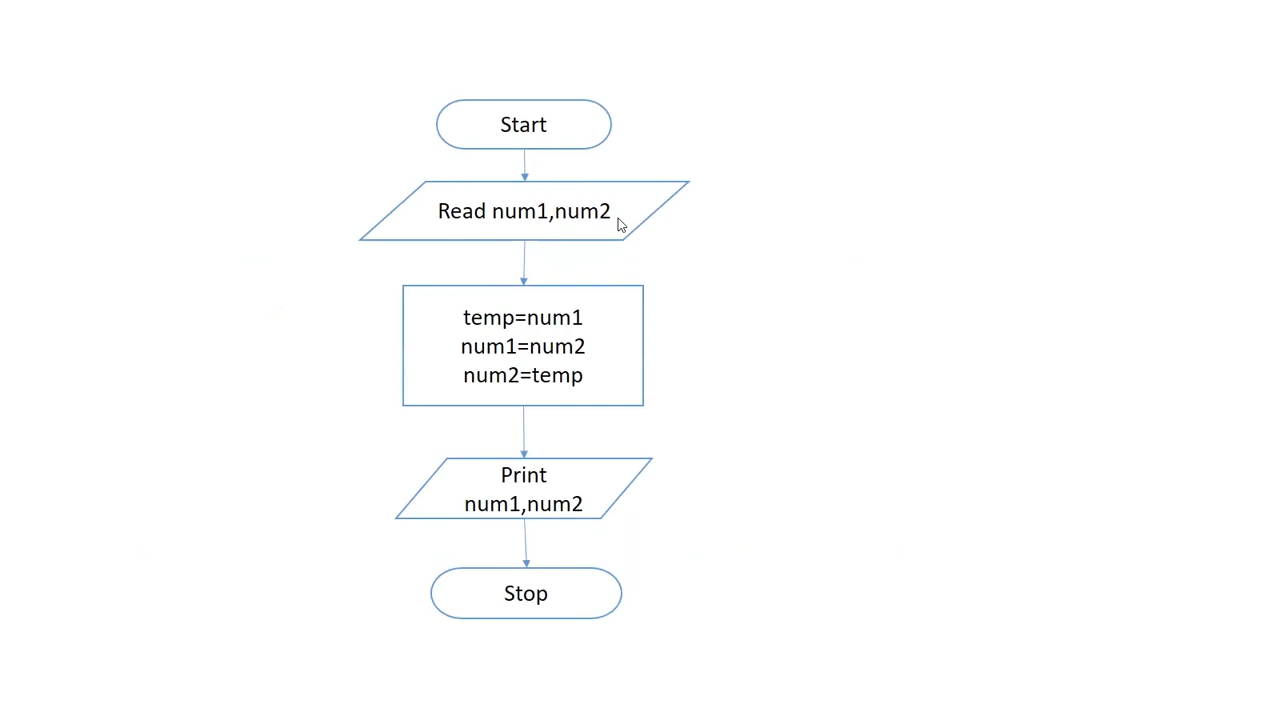 Start
Read num1,num2
temp=num1
num1=num2
num2=temp
Print
num1,num2
Stop